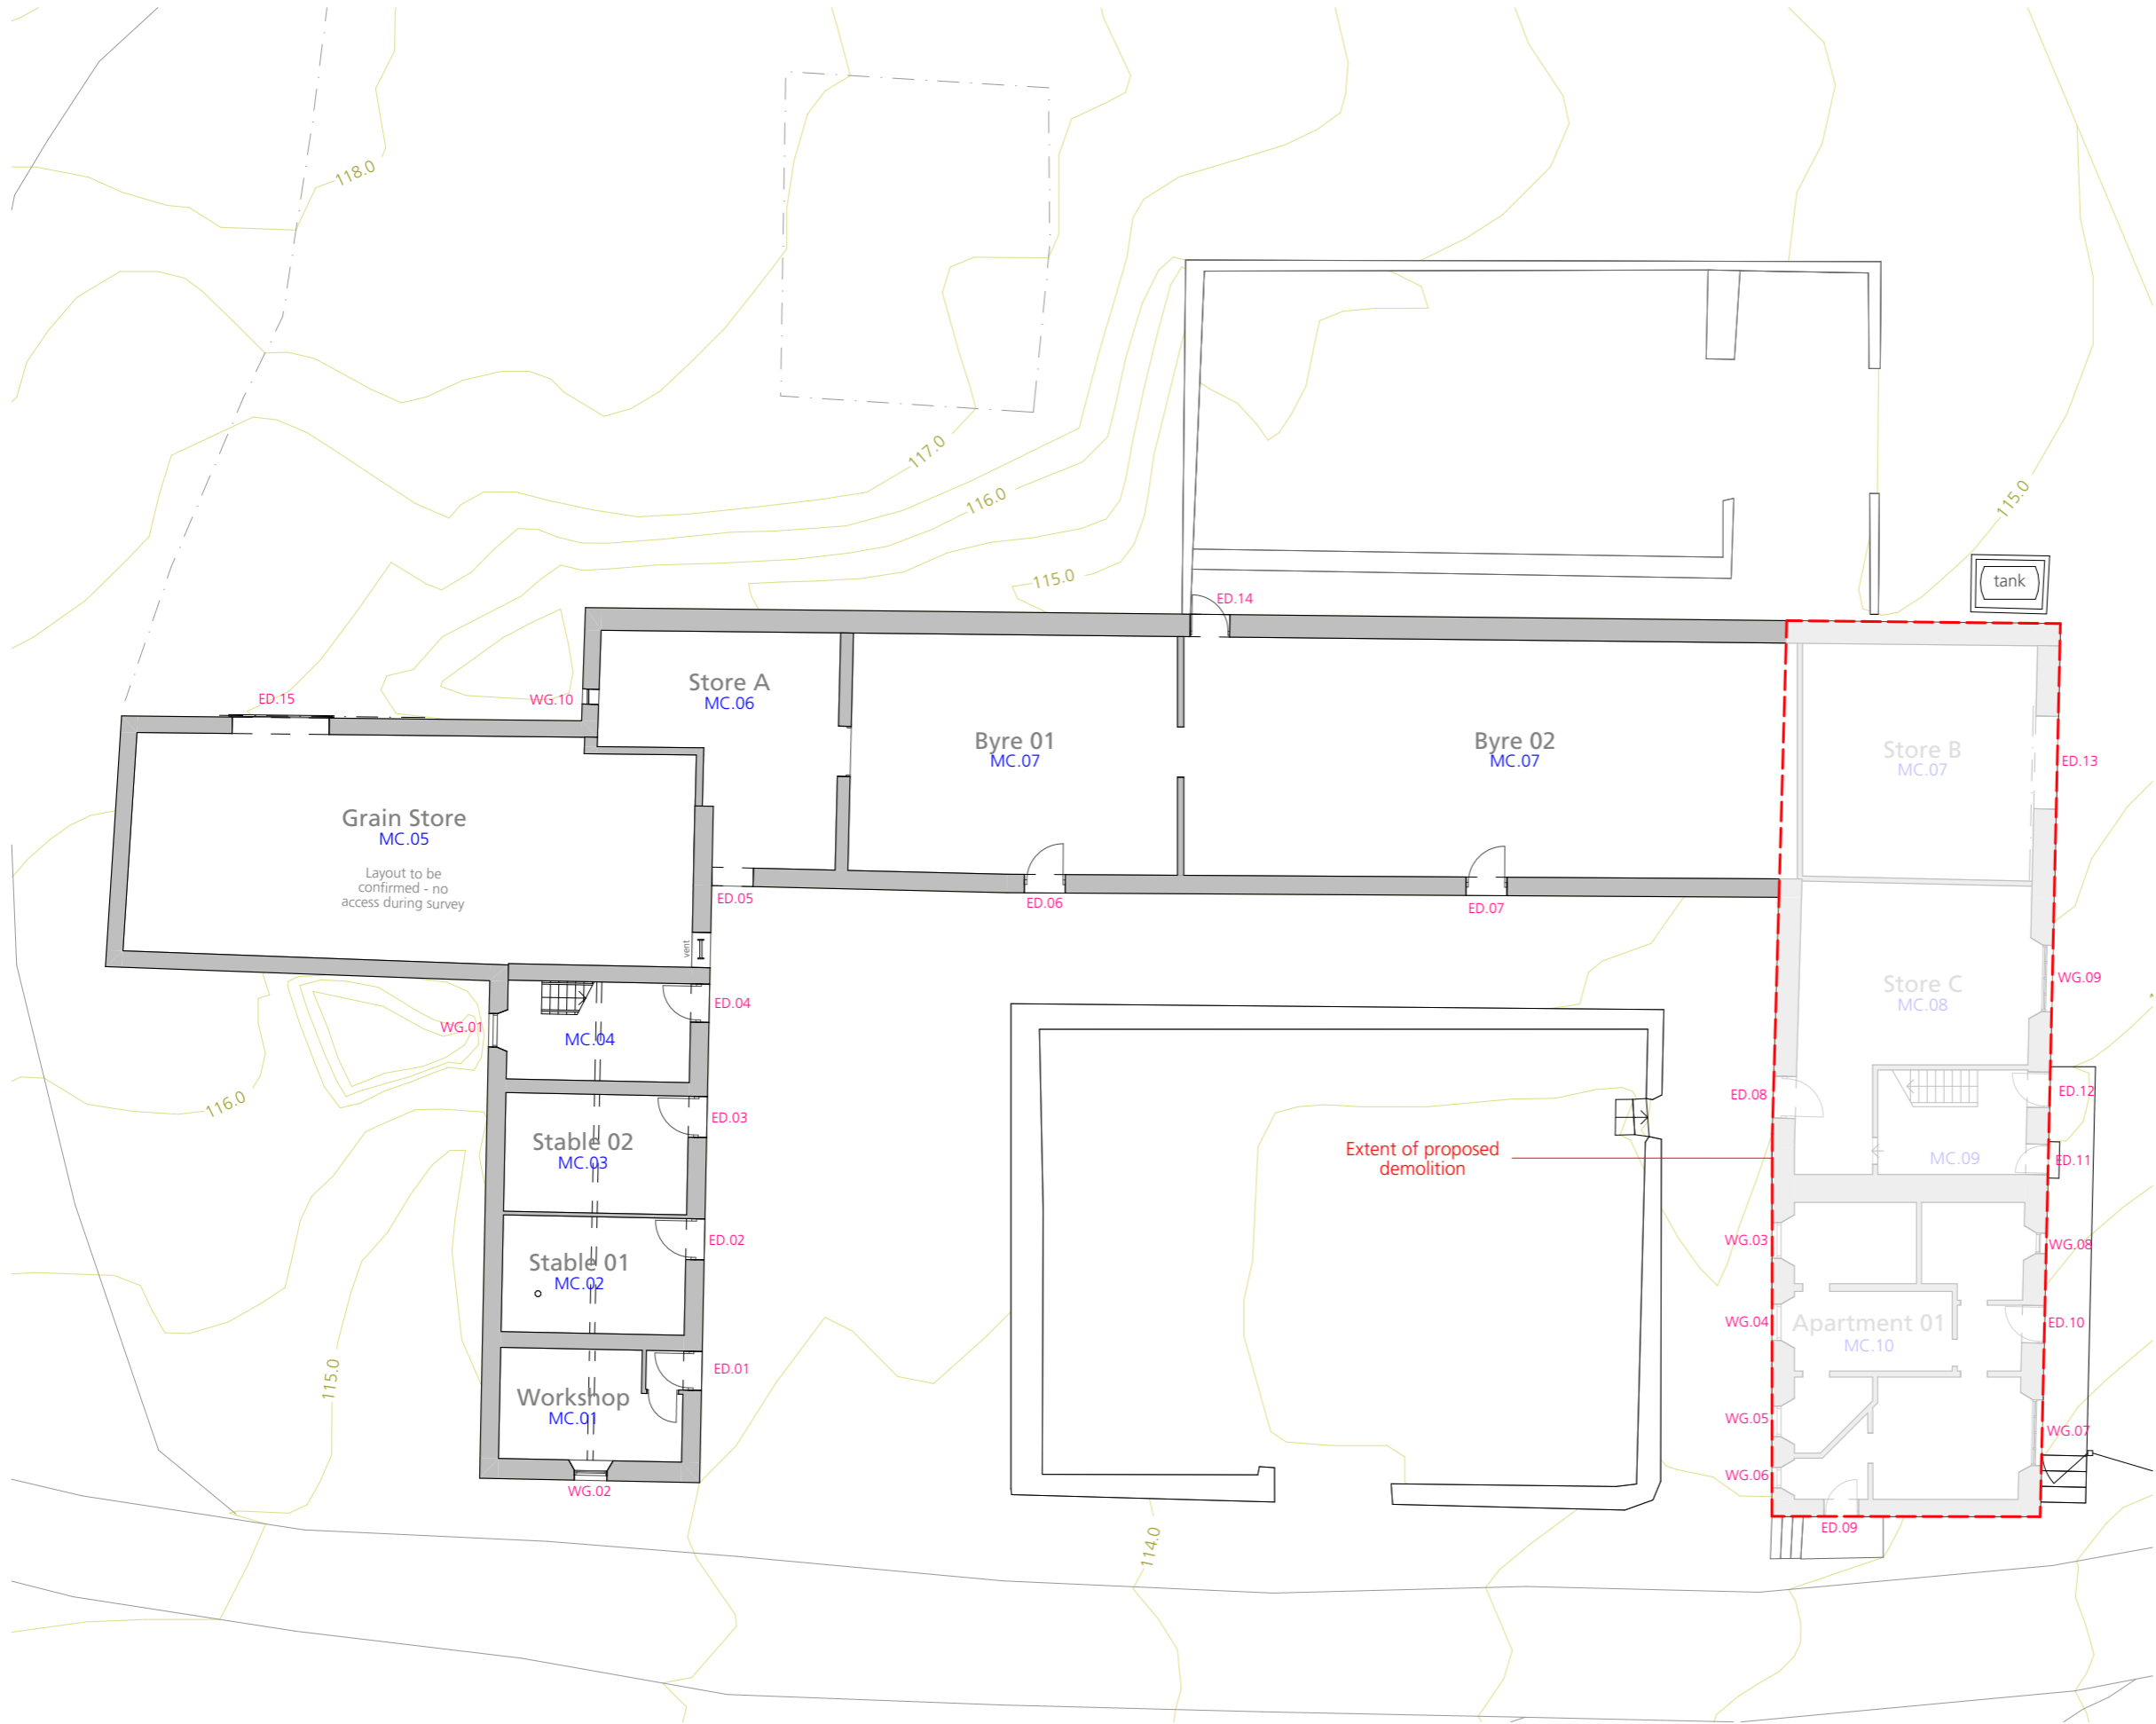 118.0
117.0
116.0
115.0
115.0
tank
ED.14
Store A
MC.06
WG.10
ED.15
Byre 01
MC.07
Byre 02
MC.07
Store B
MC.07
ED.13
Grain Store
MC.05
Layout to be
confirmed - no
access during survey
ED.05
ED.06
ED.07
vent
WG.09
Store C
MC.08
ED.04
WG.01
MC.04
ED.08
ED.12
116.0
ED.03
Stable 02
MC.03
Extent of proposed
demolition
MC.09
ED.11
ED.02
WG.03
WG.08
Stable 01
MC.02
WG.04
Apartment 01
MC.10
ED.10
115.0
ED.01
Workshop
MC.01
WG.05
WG.07
WG.06
WG.02
ED.09
114.0